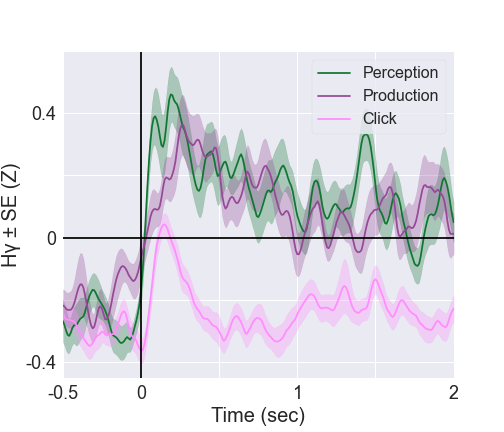 Perception
Production
Click
Hγ ± SE (Z)
0.4
0
-0.4
-0.5
0
1
2
Time (sec)